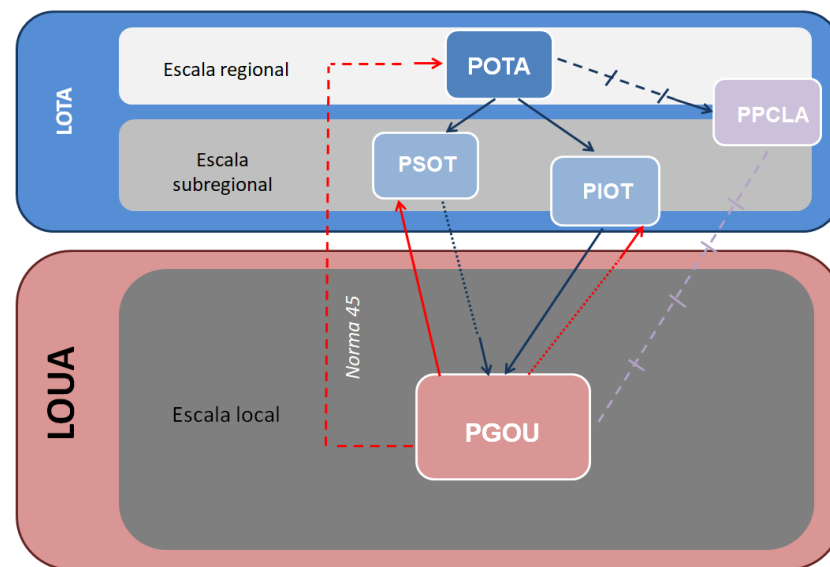 LOTA
Escala regional
POTA
PPCLA
Escala
subregional
PSOT
PIOT
LOUA
Norma 45
Escala local
PGOU